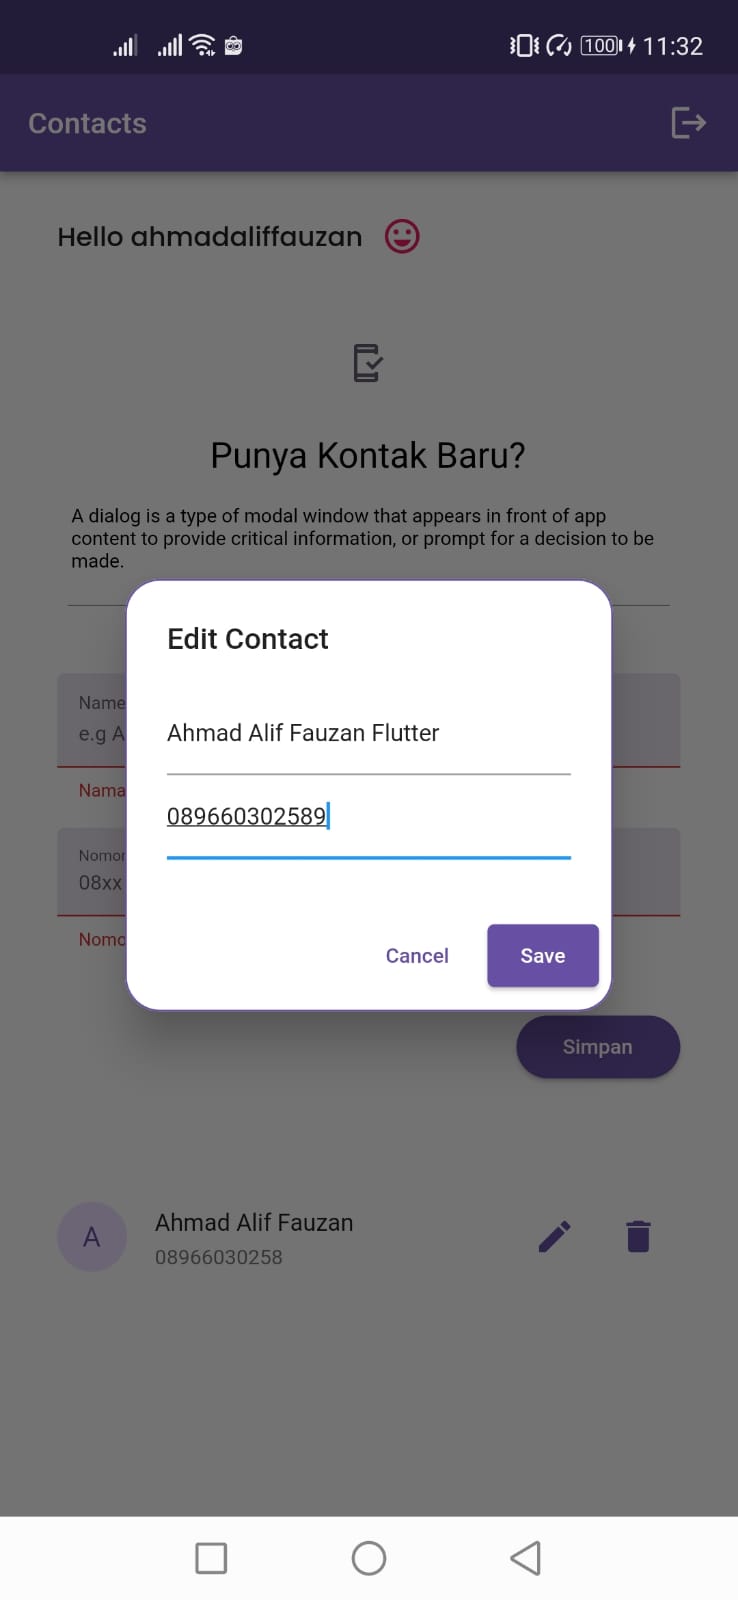 100 11:32
Contacts
Hello ahmadaliffauzan
Punya Kontak Baru?
A dialog is a type of modal window that appears in front of app
content to provide critical information, or prompt for a decision to be
made.
Edit Contact
Name
e.g A
Ahmad Alif Fauzan Flutter
Nama
089660302589
Nomor
08xx
Nomo
Cancel
Save
Simpan
A
Ahmad Alif Fauzan
08966030258